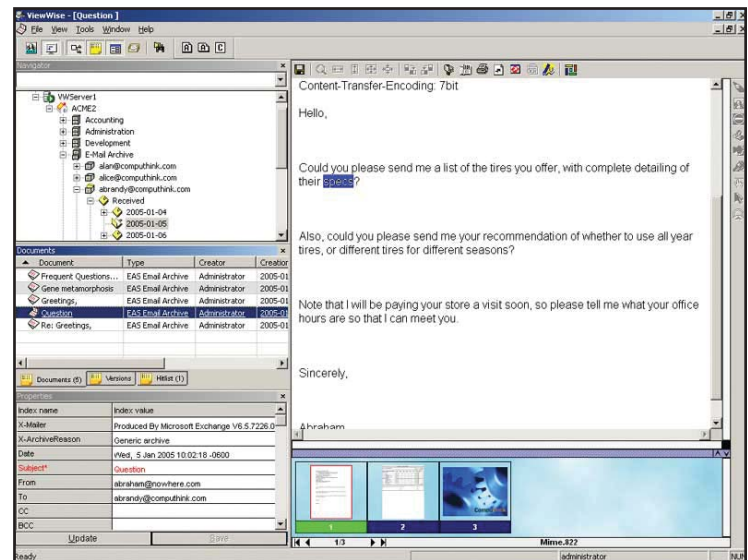 ViewWise - [Question ]
File View Tools Window Help
Navigator
VWServer1
ACME2
Accounting
Administration
Development
E-Mail Archive
alan@computhink.com
alice@computhink.com
abrandy@computhink.com
Received
2005-01-04
2005-01-05
2005-01-06
Documents
Document Type Creator Creation
Frequent Questions... EAS Email Archive Administrator 2005-01
Gene metamorphosis EAS Email Archive Administrator 2005-01
Greetings, EAS Email Archive Administrator 2005-01
Question EAS Email Archive Administrator 2005-01
Re: Greetings, EAS Email Archive Administrator 2005-01
Documents (5) Versions Hitlist (1)
Properties
Index name Index value
X-Mailer Produced By Microsoft Exchange V6.5.7226.0
X-ArchiveReason Generic archive
Date Wed, 5 Jan 2005 10:02:18 -0600
Subject* Question
From abraham@nowhere.com
To abrandy@computhink.com
CC
BCC
Update Save
Ready
Content-Transfer-Encoding: 7bit
Hello,
Could you please send me a list of the tires you offer, with complete detailing of
their specs?
Also, could you please send me your recommendation of whether to use all year
tires, or different tires for different seasons?
Note that I will be paying your store a visit soon, so please tell me what your office
hours are so that I can meet you.
Sincerely,
Abraham
1 2 3
1/3 Mime.822
administrator NUM